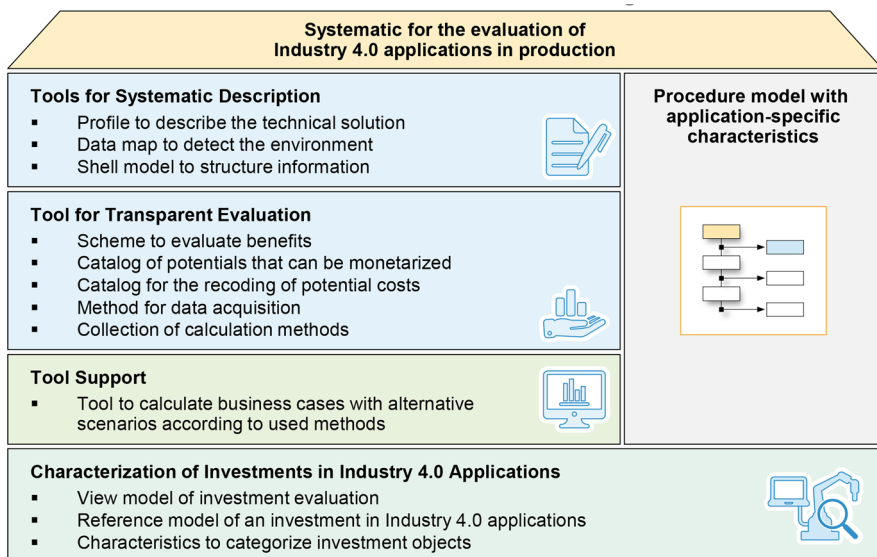 Systematic for the evaluation of
Industry 4.0 applications in production
Tools for Systematic Description
▪ Profile to describe the technical solution
▪ Data map to detect the environment
▪ Shell model to structure information
Tool for Transparent Evaluation
▪ Scheme to evaluate benefits
▪ Catalog of potentials that can be monetarized
▪ Catalog for the recoding of potential costs
▪ Method for data acquisition
▪ Collection of calculation methods
Tool Support
▪ Tool to calculate business cases with alternative
scenarios according to used methods
Procedure model with
application-specific
characteristics
Characterization of Investments in Industry 4.0 Applications
▪ View model of investment evaluation
▪ Reference model of an investment in Industry 4.0 applications
▪ Characteristics to categorize investment objects